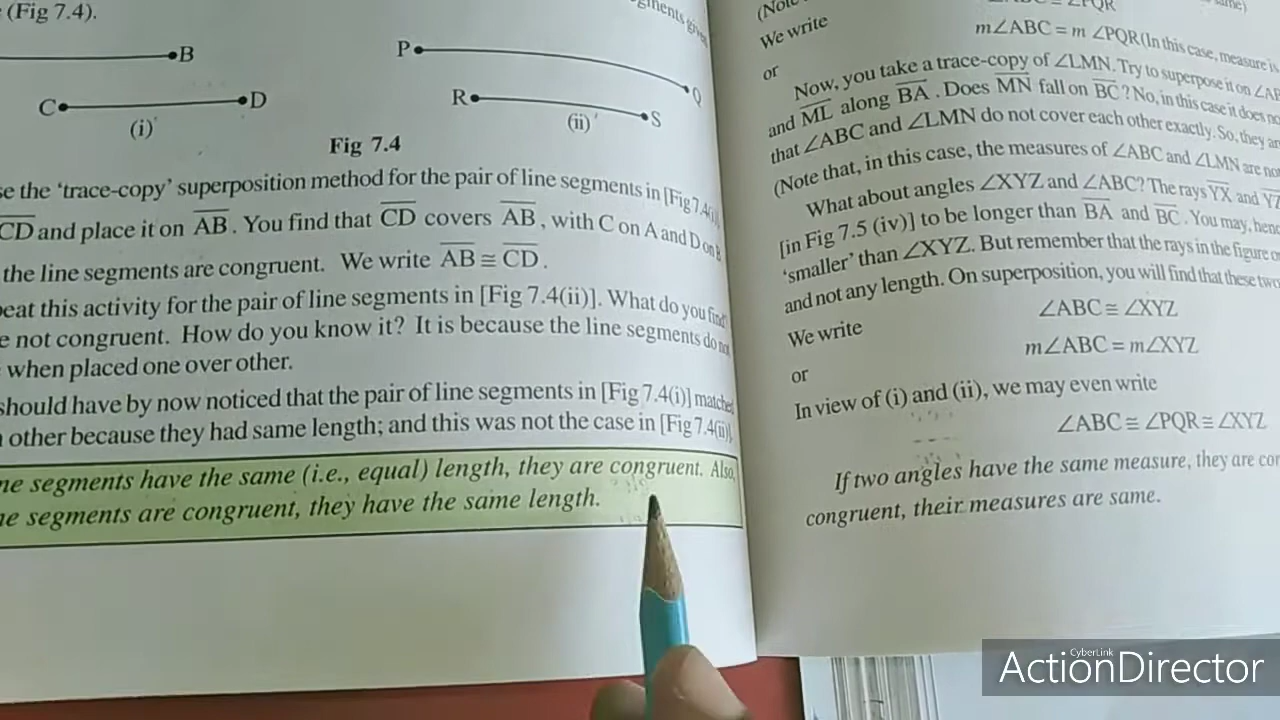 (Fig 7.4).
B
P
Q
C
D
R
S
(i)
(ii)
Fig 7.4
the 'trace-copy' superposition method for the pair of line segments in [Fig 7.4(i)],
CD and place it on AB. You find that CD covers AB, with C on A and D on B
the line segments are congruent. We write AB ≅ CD.
this activity for the pair of line segments in [Fig 7.4(ii)]. What do you find?
not congruent. How do you know it? It is because the line segments do not
when placed one over other.
should have by now noticed that the pair of line segments in [Fig 7.4(i)] matched
other because they had same length; and this was not the case in [Fig 7.4(ii)].
segments have the same (i.e., equal) length, they are congruent. Also,
segments are congruent, they have the same length.
(Note
We write
m∠ABC = m ∠PQR (In this case, measure is
or
Now, you take a trace-copy of ∠LMN. Try to superpose it on
and ML along BA. Does MN fall on BC? No, in this case it does
that ∠ABC and ∠LMN do not cover each other exactly. So, they
(Note that, in this case, the measures of ∠ABC and ∠LMN are
What about angles ∠XYZ and ∠ABC? The rays YX and YZ
[in Fig 7.5 (iv)] to be longer than BA and BC. You may,
'smaller' than ∠XYZ. But remember that the rays in the figure
and not any length. On superposition, you will find that these two
We write
∠ABC ≅ ∠XYZ
or
m∠ABC = m∠XYZ
In view of (i) and (ii), we may even write
∠ABC ≅ ∠PQR ≅ ∠XYZ
If two angles have the same measure, they are
congruent, their measures are same.
CyberLink
ActionDirector